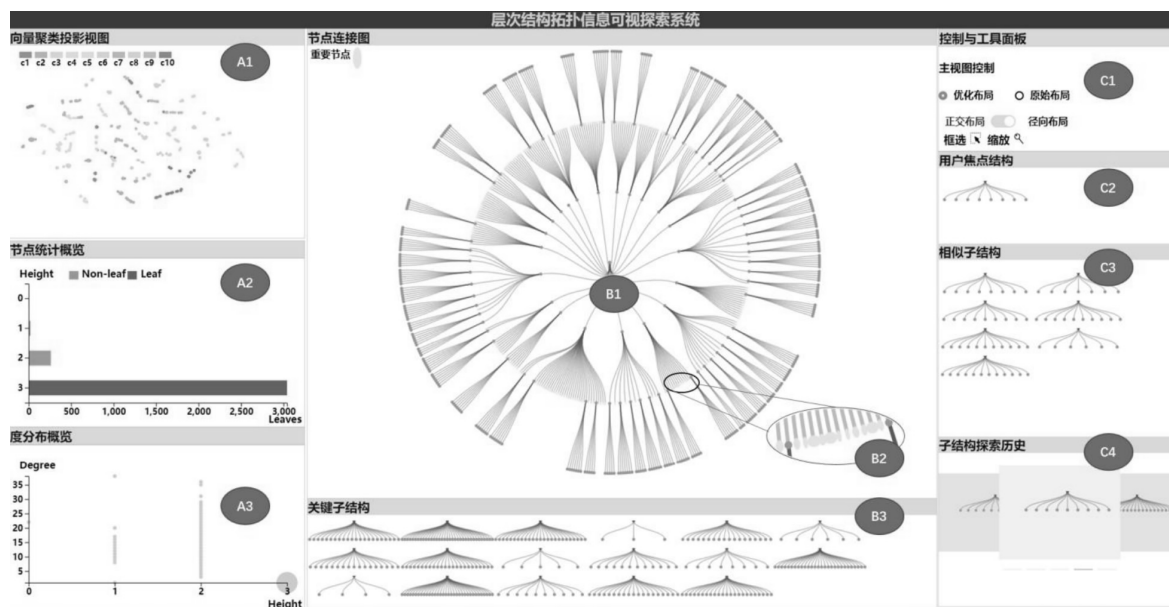 层次结构拓扑信息可视探索系统
向量聚类投影视图
A1
c1 c2 c3 c4 c5 c6 c7 c8 c9 c10
节点统计概览
A2
Height Non-leaf Leaf
0
1
2
3
0 500 1,000 1,500 2,000 2,500 3,000
Leaves
度分布概览
A3
Degree
35
30
25
20
15
10
5
0 1 2 3
Height
节点连接图
重要节点
B1
B2
关键子结构
B3
控制与工具面板
C1
主视图控制
优化布局 原始布局
正交布局 径向布局
框选 缩放
用户焦点结构
C2
相似子结构
C3
子结构探索历史
C4